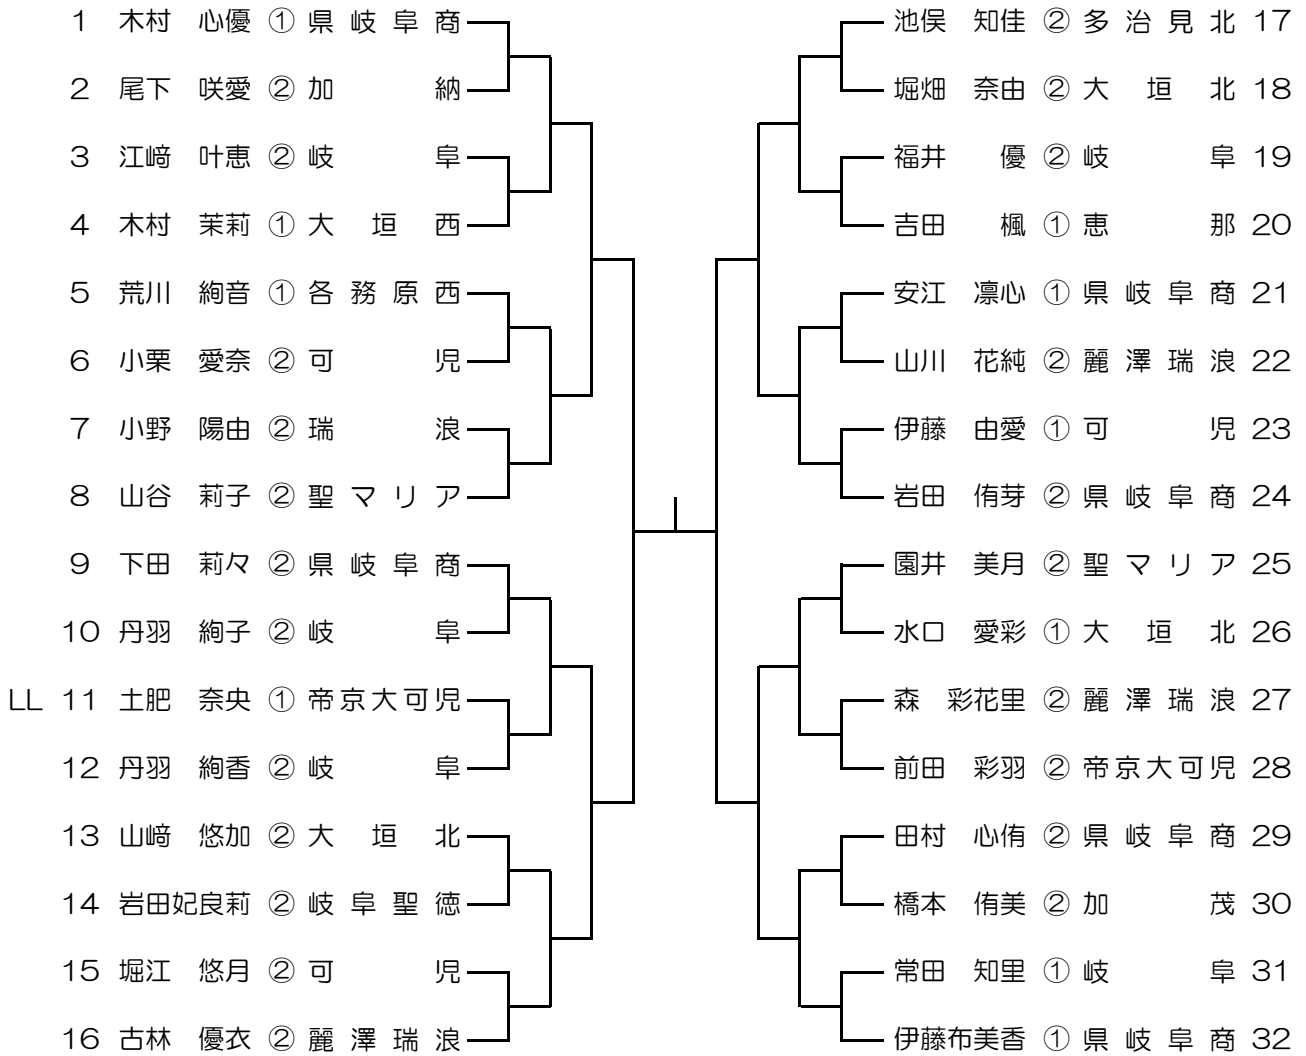 1 木村 心優 ① 県岐阜商
2 尾下 咲愛 ② 加納
3 江﨑 叶恵 ② 岐阜
4 木村 茉莉 ① 大垣西
5 荒川 絢音 ① 各務原西
6 小栗 愛奈 ② 可児
7 小野 陽由 ② 瑞浪
8 山谷 莉子 ② 聖マリア
9 下田 莉々 ② 県岐阜商
10 丹羽 絢子 ② 岐阜
LL 11 土肥 奈央 ① 帝京大可児
12 丹羽 絢香 ② 岐阜
13 山﨑 悠加 ② 大垣北
14 岩田妃良莉 ② 岐阜聖徳
15 堀江 悠月 ② 可児
16 古林 優衣 ② 麗澤瑞浪
池俣 知佳 ② 多治見北 17
堀畑 奈由 ② 大垣北 18
福井 優 ② 岐阜 19
吉田 楓 ① 恵那 20
安江 凛心 ① 県岐阜商 21
山川 花純 ② 麗澤瑞浪 22
伊藤 由愛 ① 可児 23
岩田 侑芽 ② 県岐阜商 24
園井 美月 ② 聖マリア 25
水口 愛彩 ① 大垣北 26
森 彩花里 ② 麗澤瑞浪 27
前田 彩羽 ② 帝京大可児 28
田村 心侑 ② 県岐阜商 29
橋本 侑美 ② 加茂 30
常田 知里 ① 岐阜 31
伊藤布美香 ① 県岐阜商 32